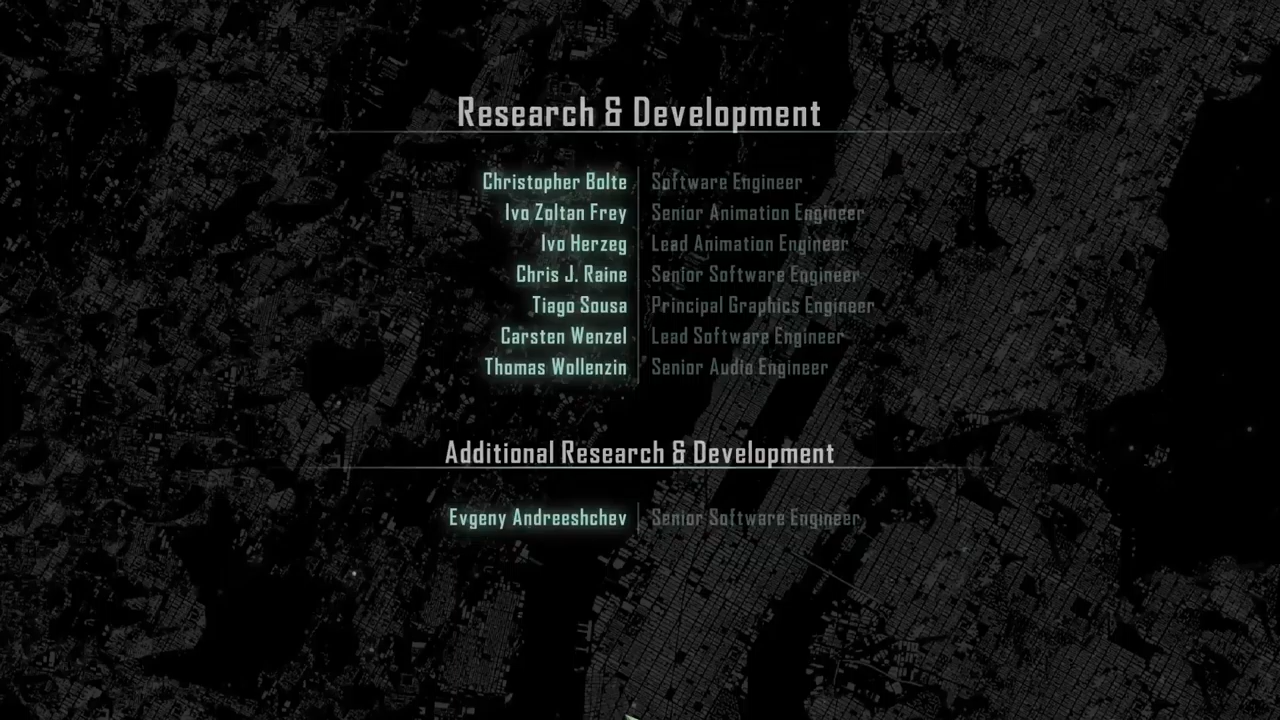 Research & Development
Christopher Bolte Software Engineer
Ivo Zoltan Frey Senior Animation Engineer
Ivo Herzeg Lead Animation Engineer
Chris J. Raine Senior Software Engineer
Tiago Sousa Principal Graphics Engineer
Carsten Wenzel Lead Software Engineer
Thomas Wollenzin Senior Audio Engineer
Additional Research & Development
Evgeny Andreeshchev Senior Software Engineer